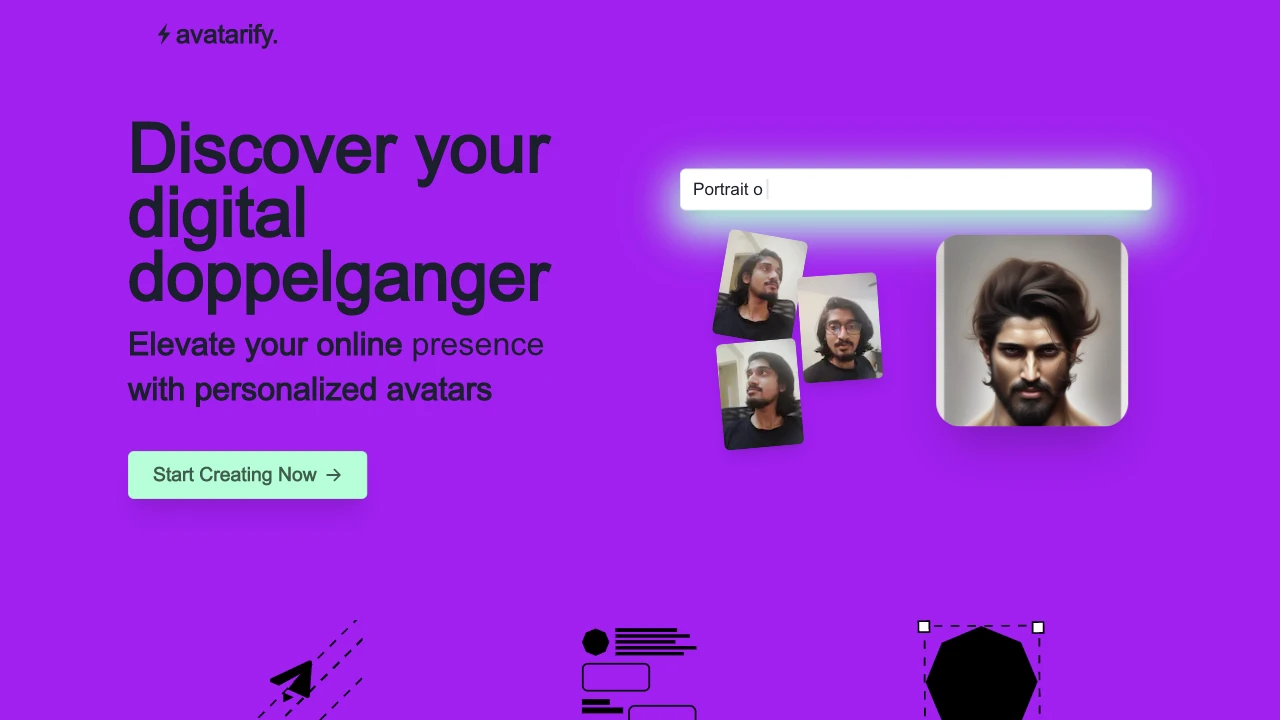 avatarify.
Discover your
digital
doppelganger
Elevate your online presence
with personalized avatars
Start Creating Now →
Portrait o